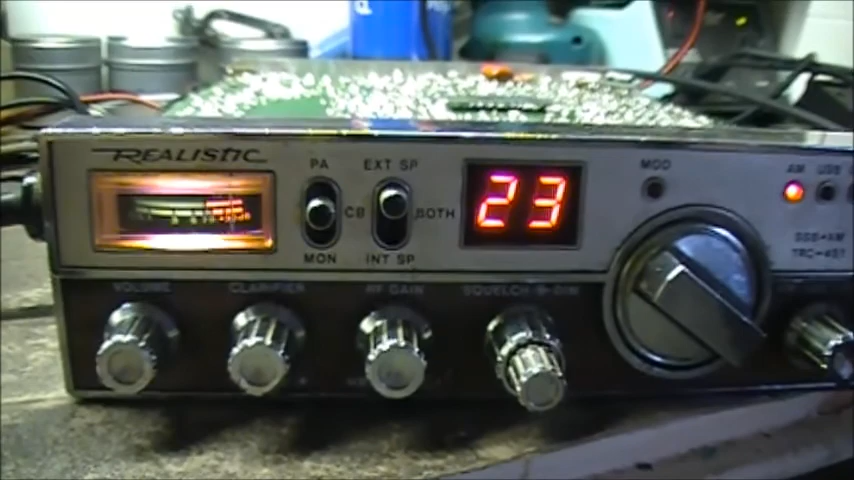 REALISTIC
PA
CB
MON
EXT SP
BOTH
INT SP
23
MOD
AM USB
SSB•AM
TRC-451
VOLUME
CLARIFIER
RF GAIN
SQUELCH